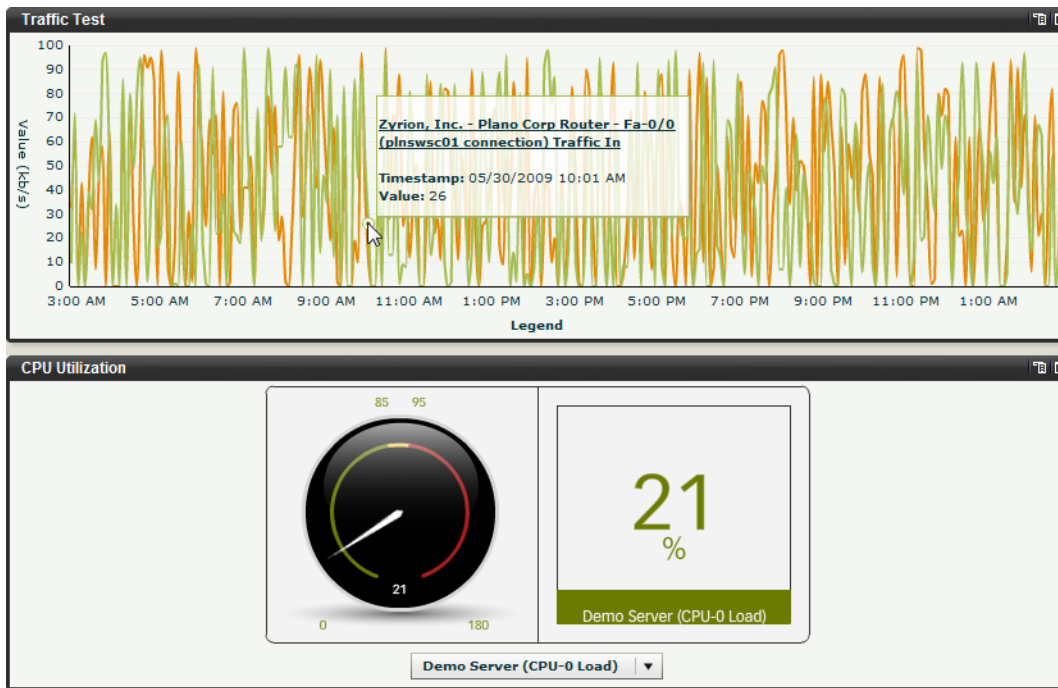 Traffic Test
100
90
80
70
60
50
40
30
20
10
0
Value (kb/s)
Zyrion, Inc. - Plano Corp Router - Fa-0/0
(plnswsc01 connection) Traffic In
Timestamp: 05/30/2009 10:01 AM
Value: 26
3:00 AM 5:00 AM 7:00 AM 9:00 AM 11:00 AM 1:00 PM 3:00 PM 5:00 PM 7:00 PM 9:00 PM 11:00 PM 1:00 AM
Legend
CPU Utilization
85 95
21
0 180
21
%
Demo Server (CPU-0 Load)
Demo Server (CPU-0 Load)